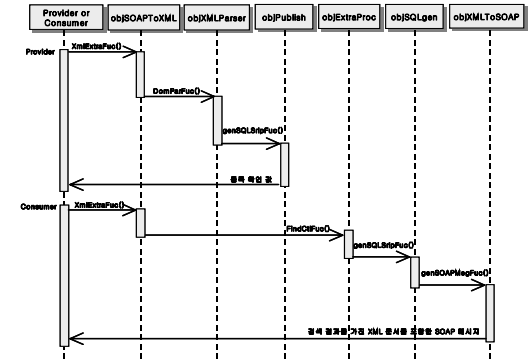 Provider or
Consumer
objSOAPToXML
objXMLParser
objPublish
objExtraProc
objSQLgen
objXMLToSOAP
Provider
XmlExtraFuc()
DomParFuc()
genSQLSripFuc()
등록 확인 값
Consumer
XmlExtraFuc()
FindCtlFuc()
genSQLSripFuc()
genSOAPMsgFuc()
검색 결과를 가진 XML 문서를 포함한 SOAP 메시지